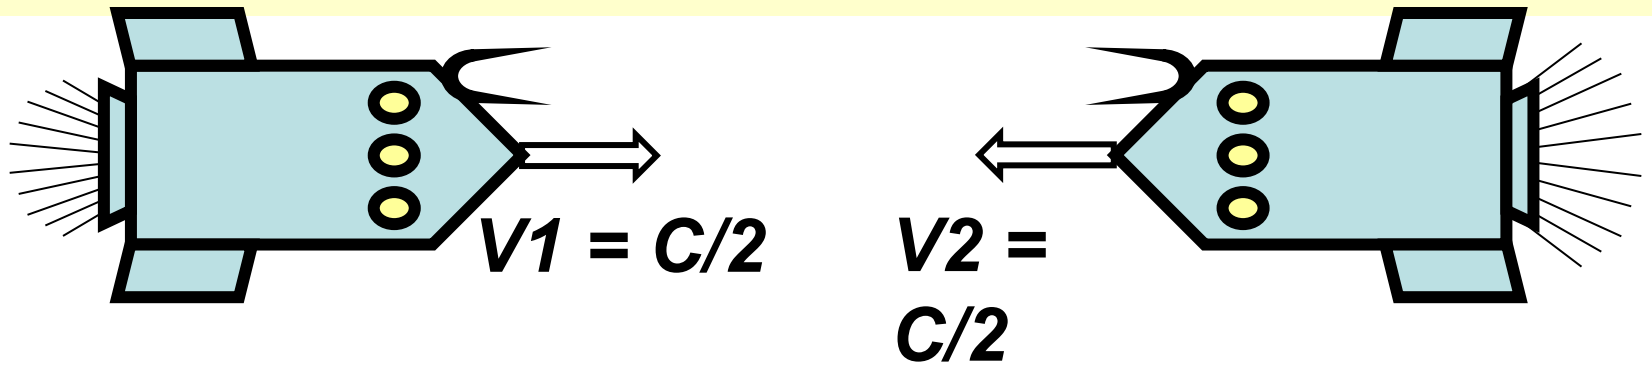 V1 = C/2
V2 =
C/2